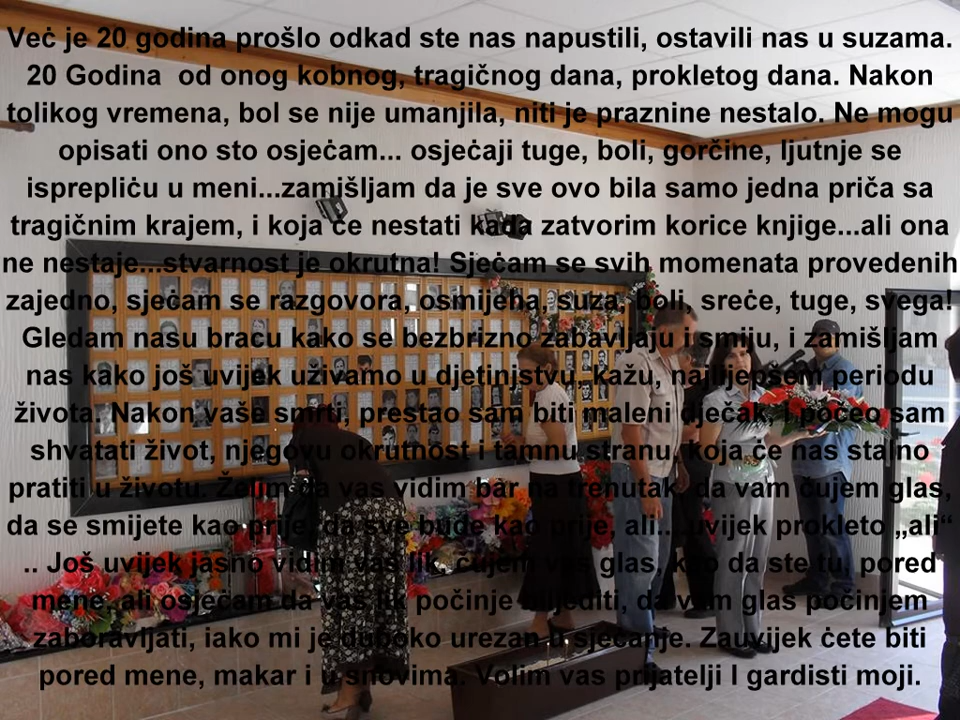 Već je 20 godina prošlo odkad ste nas napustili, ostavili nas u suzama.
20 Godina od onog kobnog, tragičnog dana, prokletog dana. Nakon
tolikog vremena, bol se nije umanjila, niti je praznine nestalo. Ne mogu
opisati ono sto osjećam... osjećaji tuge, boli, gorčine, ljutnje se
isprepliću u meni...zamišljam da je sve ovo bila samo jedna priča sa
tragičnim krajem, i koja će nestati kada zatvorim korice knjige...ali ona
ne nestaje...stvarnost je okrutna! Sjećam se svih momenata provedenih
zajedno, sjećam se razgovora, osmijeha, suza, boli, sreće, tuge, svega!
Gledam našu braću kako se bezbrizno zabavljaju i smiju, i zamišljam
nas kako još uvijek uživamo u djetinjstvu, kažu, najljepšem periodu
života. Nakon vaše smrti, prestao sam biti maleni dječak, i počeo sam
shvatati život, njegovu okrutnost i tamnu stranu, koja će nas stalno
pratiti u životu. Želim da vas vidim bar na trenutak, da vam čujem glas,
da se smijete kao prije, da sve bude kao prije, ali....uvijek prokleto „ali“
.. Još uvijek jasno vidim vaš lik, čujem vaš glas, kao da ste tu, pored
mene, ali osjećam da vaš lik počinje blijediti, da vam glas počinjem
zaboravljati, iako mi je duboko urezan u sjećanje. Zauvijek ćete biti
pored mene, makar i u snovima. Volim vas prijatelji I gardisti moji.